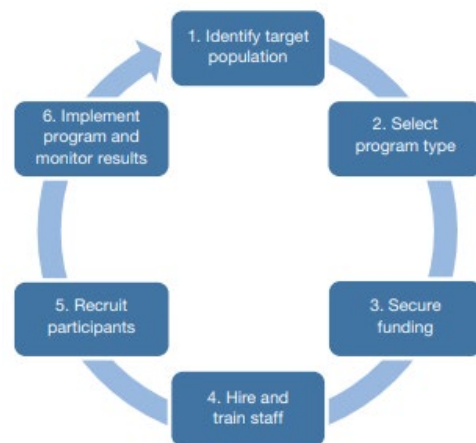 1. Identify target
population
2. Select
program type
3. Secure
funding
4. Hire and
train staff
5. Recruit
participants
6. Implement
program and
monitor results